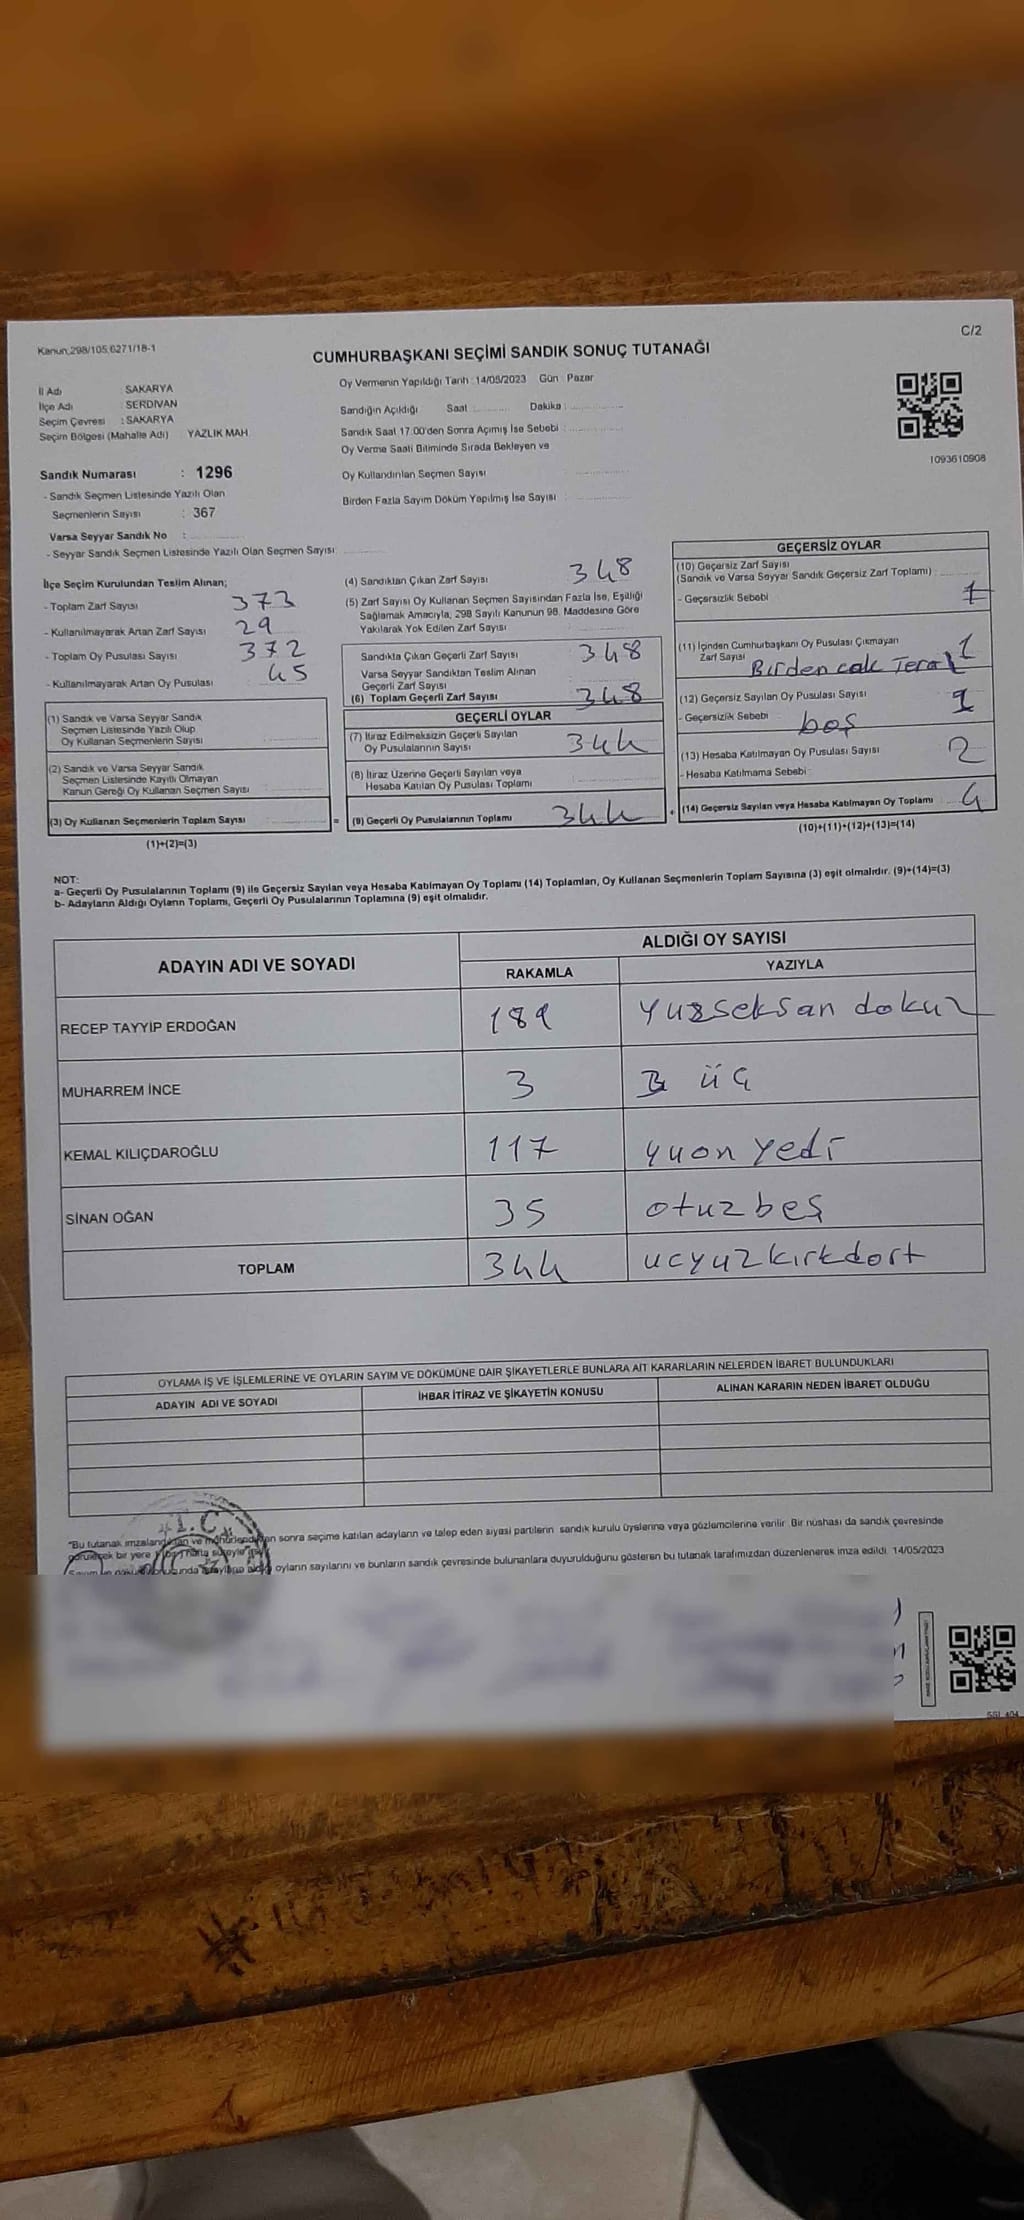 Kanun;298/105;6271/18-1
C/2
CUMHURBAŞKANI SEÇİMİ SANDIK SONUÇ TUTANAĞI
İl Adı : SAKARYA
İlçe Adı : SERDİVAN
Seçim Çevresi : SAKARYA
Seçim Bölgesi (Mahalle Adı) YAZLIK MAH.
Oy Vermenin Yapıldığı Tarih : 14/05/2023 Gün : Pazar
Sandığın Açıldığı Saat ............ Dakika : ............
Sandık Saat 17.00'den Sonra Açımış İse Sebebi : ............
Oy Verme Saati Bitiminde Sırada Bekleyen ve
Oy Kullandırılan Seçmen Sayısı : ............
Birden Fazla Sayım Döküm Yapılmış İse Sayısı : ............
1093610908
Sandık Numarası : 1296
- Sandık Seçmen Listesinde Yazılı Olan
Seçmenlerin Sayısı : 367
Varsa Seyyar Sandık No : ............
- Seyyar Sandık Seçmen Listesinde Yazılı Olan Seçmen Sayısı: ............
İlçe Seçim Kurulundan Teslim Alınan;
- Toplam Zarf Sayısı 373
- Kullanılmayarak Artan Zarf Sayısı 29
- Toplam Oy Pusulası Sayısı 372
- Kullanılmayarak Artan Oy Pusulası 45
(1) Sandık ve Varsa Seyyar Sandık
Seçmen Listesinde Yazılı Olup
Oy Kullanan Seçmenlerin Sayısı : ............
(2) Sandık ve Varsa Seyyar Sandık
Seçmen Listesinde Kayıtlı Olmayan
Kanun Gereği Oy Kullanan Seçmen Sayısı : ............
(3) Oy Kullanan Seçmenlerin Toplam Sayısı : ............
(1)+(2)=(3)
(4) Sandıktan Çıkan Zarf Sayısı 348
(5) Zarf Sayısı Oy Kullanan Seçmen Sayısından Fazla İse, Eşitliği
Sağlamak Amacıyla, 298 Sayılı Kanunun 98. Maddesine Göre
Yakılarak Yok Edilen Zarf Sayısı : ............
Sandıkta Çıkan Geçerli Zarf Sayısı 348
Varsa Seyyar Sandıktan Teslim Alınan
Geçerli Zarf Sayısı
(6) Toplam Geçerli Zarf Sayısı 348
GEÇERLİ OYLAR
(7) İtiraz Edilmeksizin Geçerli Sayılan
Oy Pusulalarının Sayısı 344
(8) İtiraz Üzerine Geçerli Sayılan veya
Hesaba Katılan Oy Pusulası Toplamı : ............
(9) Geçerli Oy Pusulalarının Toplamı 344
GEÇERSİZ OYLAR
(10) Geçersiz Zarf Sayısı
(Sandık ve Varsa Seyyar Sandık Geçersiz Zarf Toplamı) : ............
- Geçersizlik Sebebi
(11) İçinden Cumhurbaşkanı Oy Pusulası Çıkmayan
Zarf Sayısı 1
Birden cok
(12) Geçersiz Sayılan Oy Pusulası Sayısı 1
- Geçersizlik Sebebi boş
(13) Hesaba Katılmayan Oy Pusulası Sayısı 2
- Hesaba Katılmama Sebebi
(14) Geçersiz Sayılan veya Hesaba Katılmayan Oy Toplamı 4
(10)+(11)+(12)+(13)=(14)
NOT:
a- Geçerli Oy Pusulalarının Toplamı (9) ile Geçersiz Sayılan veya Hesaba Katılmayan Oy Toplamı (14) Toplamları, Oy Kullanan Seçmenlerin Toplam Sayısına (3) eşit olmalıdır. (9)+(14)=(3)
b- Adayların Aldığı Oyların Toplamı, Geçerli Oy Pusulalarının Toplamına (9) eşit olmalıdır.
ADAYIN ADI VE SOYADI ALDIĞI OY SAYISI
RAKAMLA YAZIYLA
RECEP TAYYİP ERDOĞAN 189 yuzseksan dokuz
MUHARREM İNCE 3 üç
KEMAL KILIÇDAROĞLU 117 yuon yedi
SİNAN OĞAN 35 otuzbeş
TOPLAM 344 ucyuzkırkdort
OYLAMA İŞ VE İŞLEMLERİNE VE OYLARIN SAYIM VE DÖKÜMÜNE DAİR ŞİKAYETLERLE BUNLARA AİT KARARLARIN NELERDEN İBARET BULUNDUKLARI
ADAYIN ADI VE SOYADI İHBAR İTİRAZ VE ŞİKAYETİN KONUSU ALINAN KARARIN NEDEN İBARET OLDUĞU
T.C.
"Bu tutanak imzalandıktan ve mühürlendikten sonra seçime katılan adayların ve talep eden siyasi partilerin sandık kurulu üyelerine veya gözlemcilerine verilir. Bir nüshası da sandık çevresinde
görülecek bir yere bir hafta süreyle
oyların sayılarını ve bunların sandık çevresinde bulunanlara duyurulduğunu gösteren bu tutanak tarafımızdan düzenlenerek imza edildi. 14/05/2023